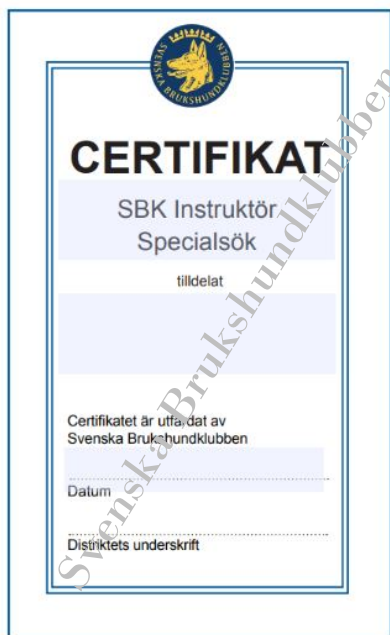 SVENSKA BRUKSHUNDKLUBBEN
CERTIFIKAT
SBK Instruktör
Specialsök
tilldelat
Certifikatet är utfärdat av
Svenska Brukshundklubben
Datum
Distriktets underskrift
Svenska Brukshundklubben